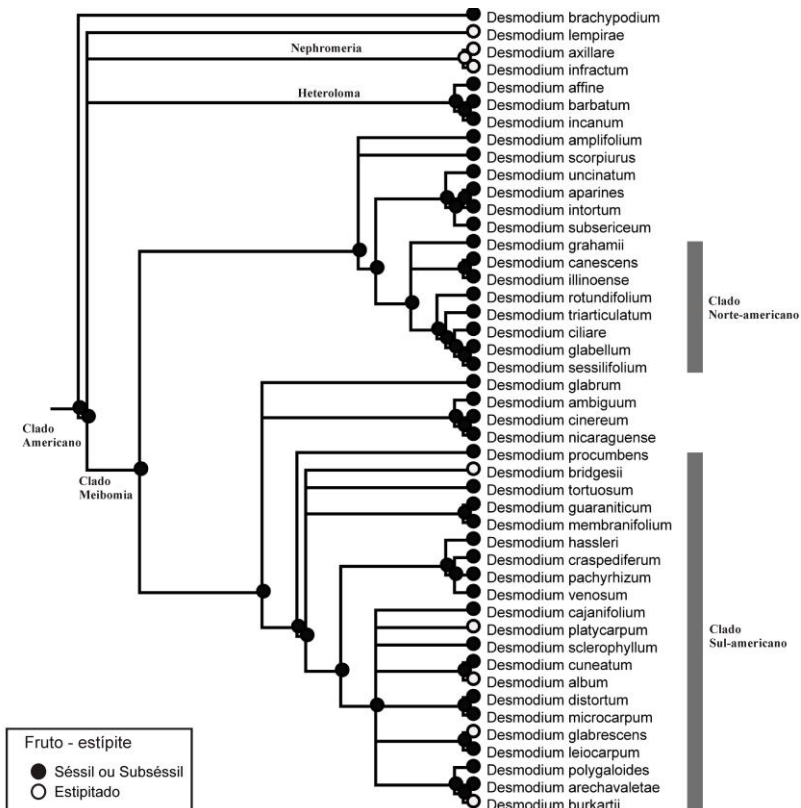 Desmodium brachypodium
Desmodium lempirae
Nephromeria
Desmodium axillare
Desmodium infractum
Desmodium affine
Heteroloma
Desmodium barbatum
Desmodium incanum
Desmodium amplifolium
Desmodium scorpiurus
Desmodium uncinatum
Desmodium aparines
Desmodium intortum
Desmodium subsericeum
Desmodium grahamii
Desmodium canescens
Desmodium illinoense
Desmodium rotundifolium
Desmodium triarticulatum
Desmodium ciliare
Desmodium glabellum
Desmodium sessilifolium
Clado
Norte-americano
Desmodium glabrum
Desmodium ambiguum
Desmodium cinereum
Desmodium nicaraguense
Clado
Americano
Clado
Meibomia
Desmodium procumbens
Desmodium bridgesii
Desmodium tortuosum
Desmodium guaraniticum
Desmodium membranifolium
Desmodium hassleri
Desmodium craspediferum
Desmodium pachyrhizum
Desmodium venosum
Desmodium cajanifolium
Desmodium platycarpum
Desmodium sclerophyllum
Desmodium cuneatum
Desmodium album
Desmodium distortum
Desmodium microcarpum
Desmodium glabrescens
Desmodium leiocarpum
Desmodium polygaloides
Desmodium arechavaletae
Desmodium burkartii
Clado
Sul-americano
Fruto - estípite
Séssil ou Subséssil
Estipitado